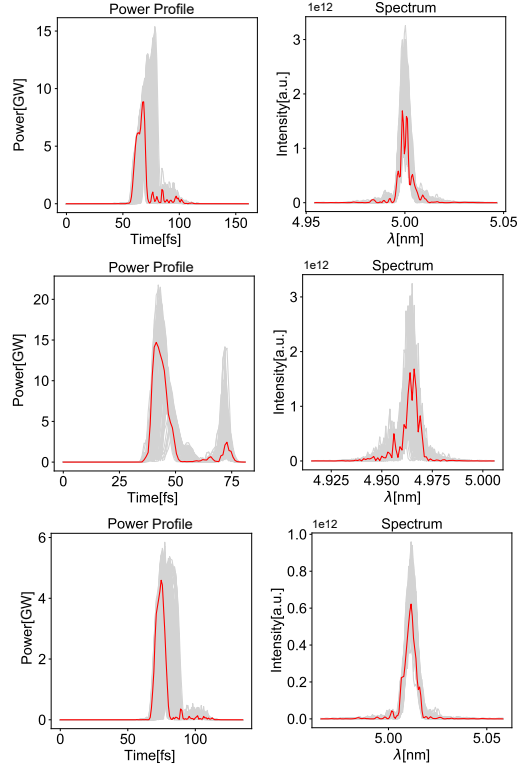 Power Profile
Power[GW]
15
10
5
0
0
50
100
150
Time[fs]
Spectrum
1e12
Intensity[a.u.]
3
2
1
0
4.95
5.00
5.05
λ[nm]
Power Profile
Power[GW]
20
15
10
5
0
0
25
50
75
Time[fs]
Spectrum
1e12
Intensity[a.u.]
3
2
1
0
4.925
4.950
4.975
5.000
λ[nm]
Power Profile
Power[GW]
6
4
2
0
0
50
100
Time[fs]
Spectrum
1e12
Intensity[a.u.]
1.0
0.8
0.6
0.4
0.2
0.0
5.00
5.05
λ[nm]